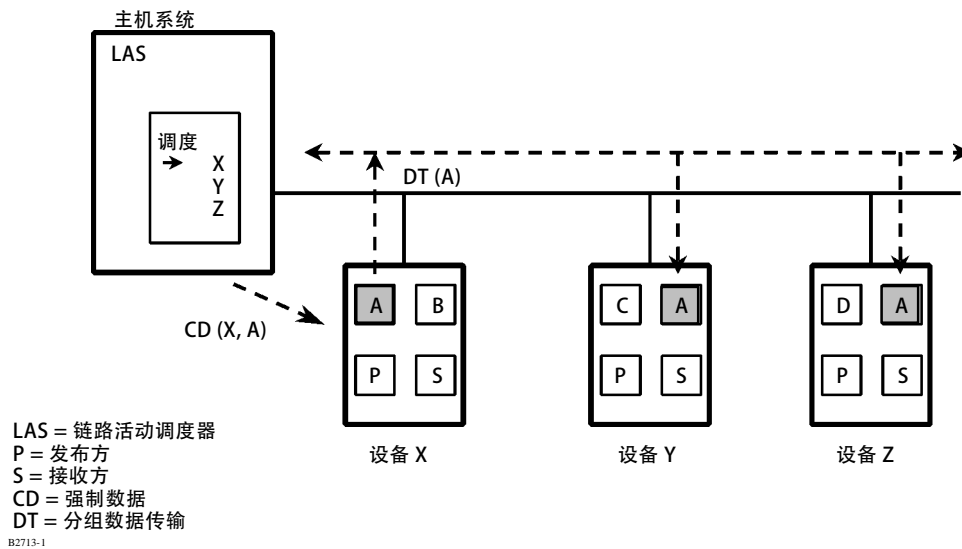 主机系统
LAS
调度
X
Y
Z
DT (A)
CD (X, A)
A B
P S
C A
P S
D A
P S
设备 X
设备 Y
设备 Z
LAS = 链路活动调度器
P = 发布方
S = 接收方
CD = 强制数据
DT = 分组数据传输
B2713-1